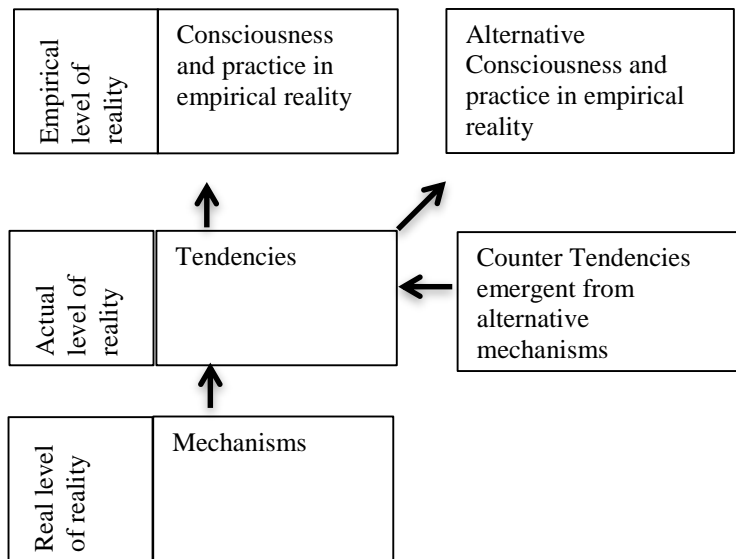 Empirical
level of
reality
Consciousness
and practice in
empirical reality
Alternative
Consciousness and
practice in empirical
reality
Actual
level of
reality
Tendencies
Counter Tendencies
emergent from
alternative
mechanisms
Real level
of reality
Mechanisms